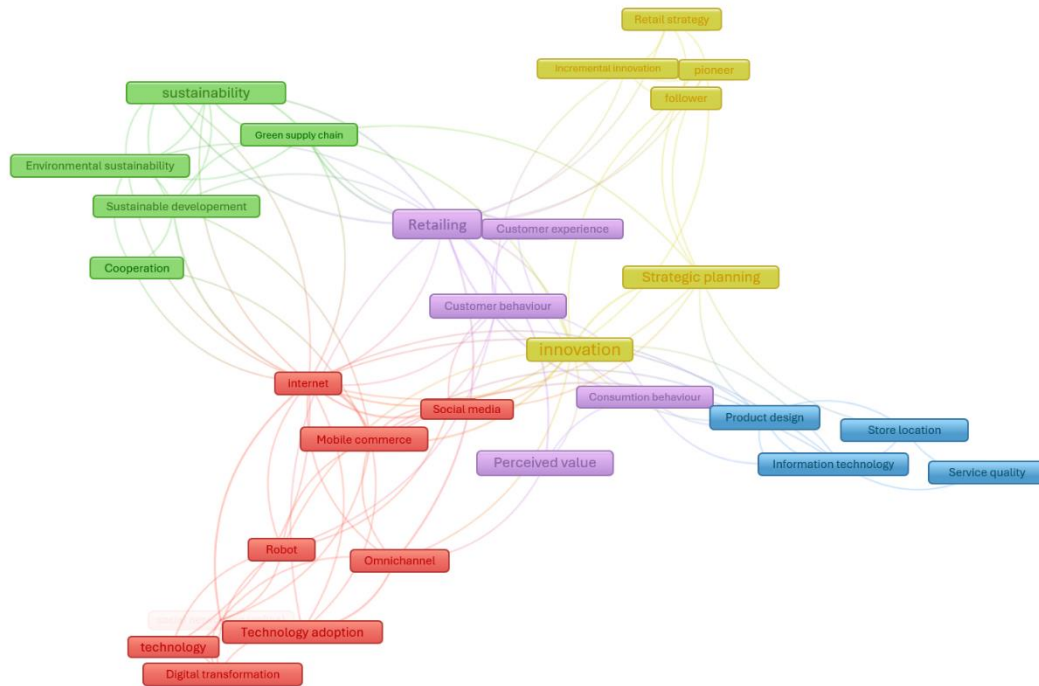 Retail strategy
Incremental innovation
pioneer
sustainability
follower
Green supply chain
Environmental sustainability
Sustainable developement
Retailing
Customer experience
Cooperation
Strategic planning
Customer behaviour
innovation
internet
Consumtion behaviour
Social media
Product design
Store location
Mobile commerce
Perceived value
Information technology
Service quality
Robot
Omnichannel
Technology adoption
technology
Digital transformation